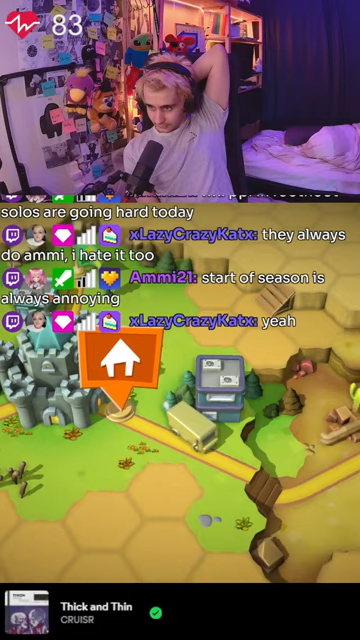 83
solos are going hard today
xLazyCrazyKatx: they always
do ammi, i hate it too
Ammi21: start of season is
always annoying
xLazyCrazyKatx: yeah
Thick and Thin
CRUISR